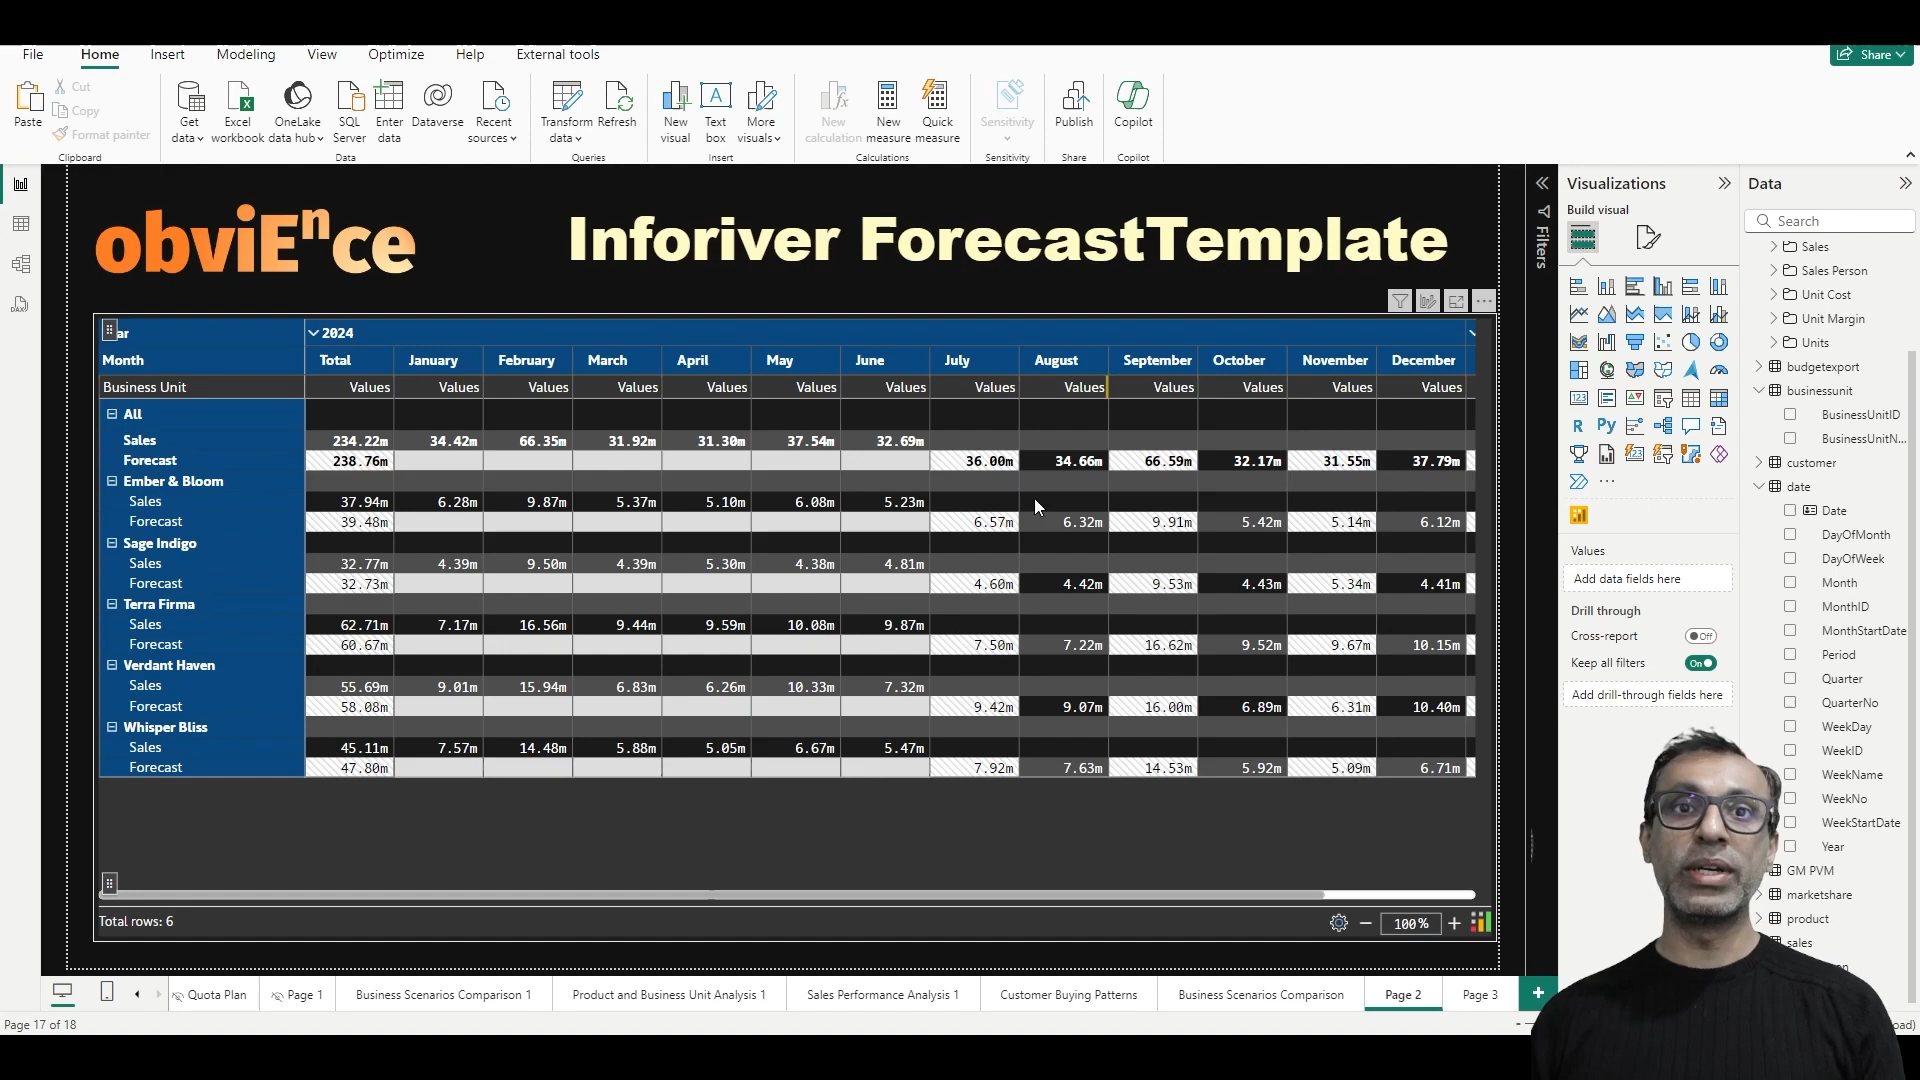 File Home Insert Modeling View Optimize Help External tools
Share
Paste
Cut
Copy
Format painter
Clipboard
Get data
Excel workbook
OneLake data hub
SQL Server
Enter data
Dataverse
Recent sources
Data
Transform data
Refresh
Queries
New visual
Text box
More visuals
Insert
New calculation
New measure
Quick measure
Calculations
Sensitivity
Sensitivity
Publish
Share
Copilot
Copilot
obviEnce
Inforiver ForecastTemplate
ar 2024
Month Total January February March April May June July August September October November December
Business Unit Values Values Values Values Values Values Values Values Values Values Values Values Values
All
Sales 234.22m 34.42m 66.35m 31.92m 31.30m 37.54m 32.69m
Forecast 238.76m 36.00m 34.66m 66.59m 32.17m 31.55m 37.79m
Ember & Bloom
Sales 37.94m 6.28m 9.87m 5.37m 5.10m 6.08m 5.23m
Forecast 39.48m 6.57m 6.32m 9.91m 5.42m 5.14m 6.12m
Sage Indigo
Sales 32.77m 4.39m 9.50m 4.39m 5.30m 4.38m 4.81m
Forecast 32.73m 4.60m 4.42m 9.53m 4.43m 5.34m 4.41m
Terra Firma
Sales 62.71m 7.17m 16.56m 9.44m 9.59m 10.08m 9.87m
Forecast 60.67m 7.50m 7.22m 16.62m 9.52m 9.67m 10.15m
Verdant Haven
Sales 55.69m 9.01m 15.94m 6.83m 6.26m 10.33m 7.32m
Forecast 58.08m 9.42m 9.07m 16.00m 6.89m 6.31m 10.40m
Whisper Bliss
Sales 45.11m 7.57m 14.48m 5.88m 5.05m 6.67m 5.47m
Forecast 47.80m 7.92m 7.63m 14.53m 5.92m 5.09m 6.71m
Total rows: 6
100%
Quota Plan Page 1 Business Scenarios Comparison 1 Product and Business Unit Analysis 1 Sales Performance Analysis 1 Customer Buying Patterns Business Scenarios Comparison Page 2 Page 3
Page 17 of 18
Filters
Visualizations
Build visual
R Py
123
Values
Add data fields here
Drill through
Cross-report Off
Keep all filters On
Add drill-through fields here
Data
Search
Sales
Sales Person
Unit Cost
Unit Margin
Units
budgetexport
businessunit
BusinessUnitID
BusinessUnitN...
customer
date
Date
DayOfMonth
DayOfWeek
Month
MonthID
MonthStartDate
Period
Quarter
QuarterNo
WeekDay
WeekID
WeekName
WeekNo
WeekStartDate
Year
GM PVM
marketshare
product
sales
oad)